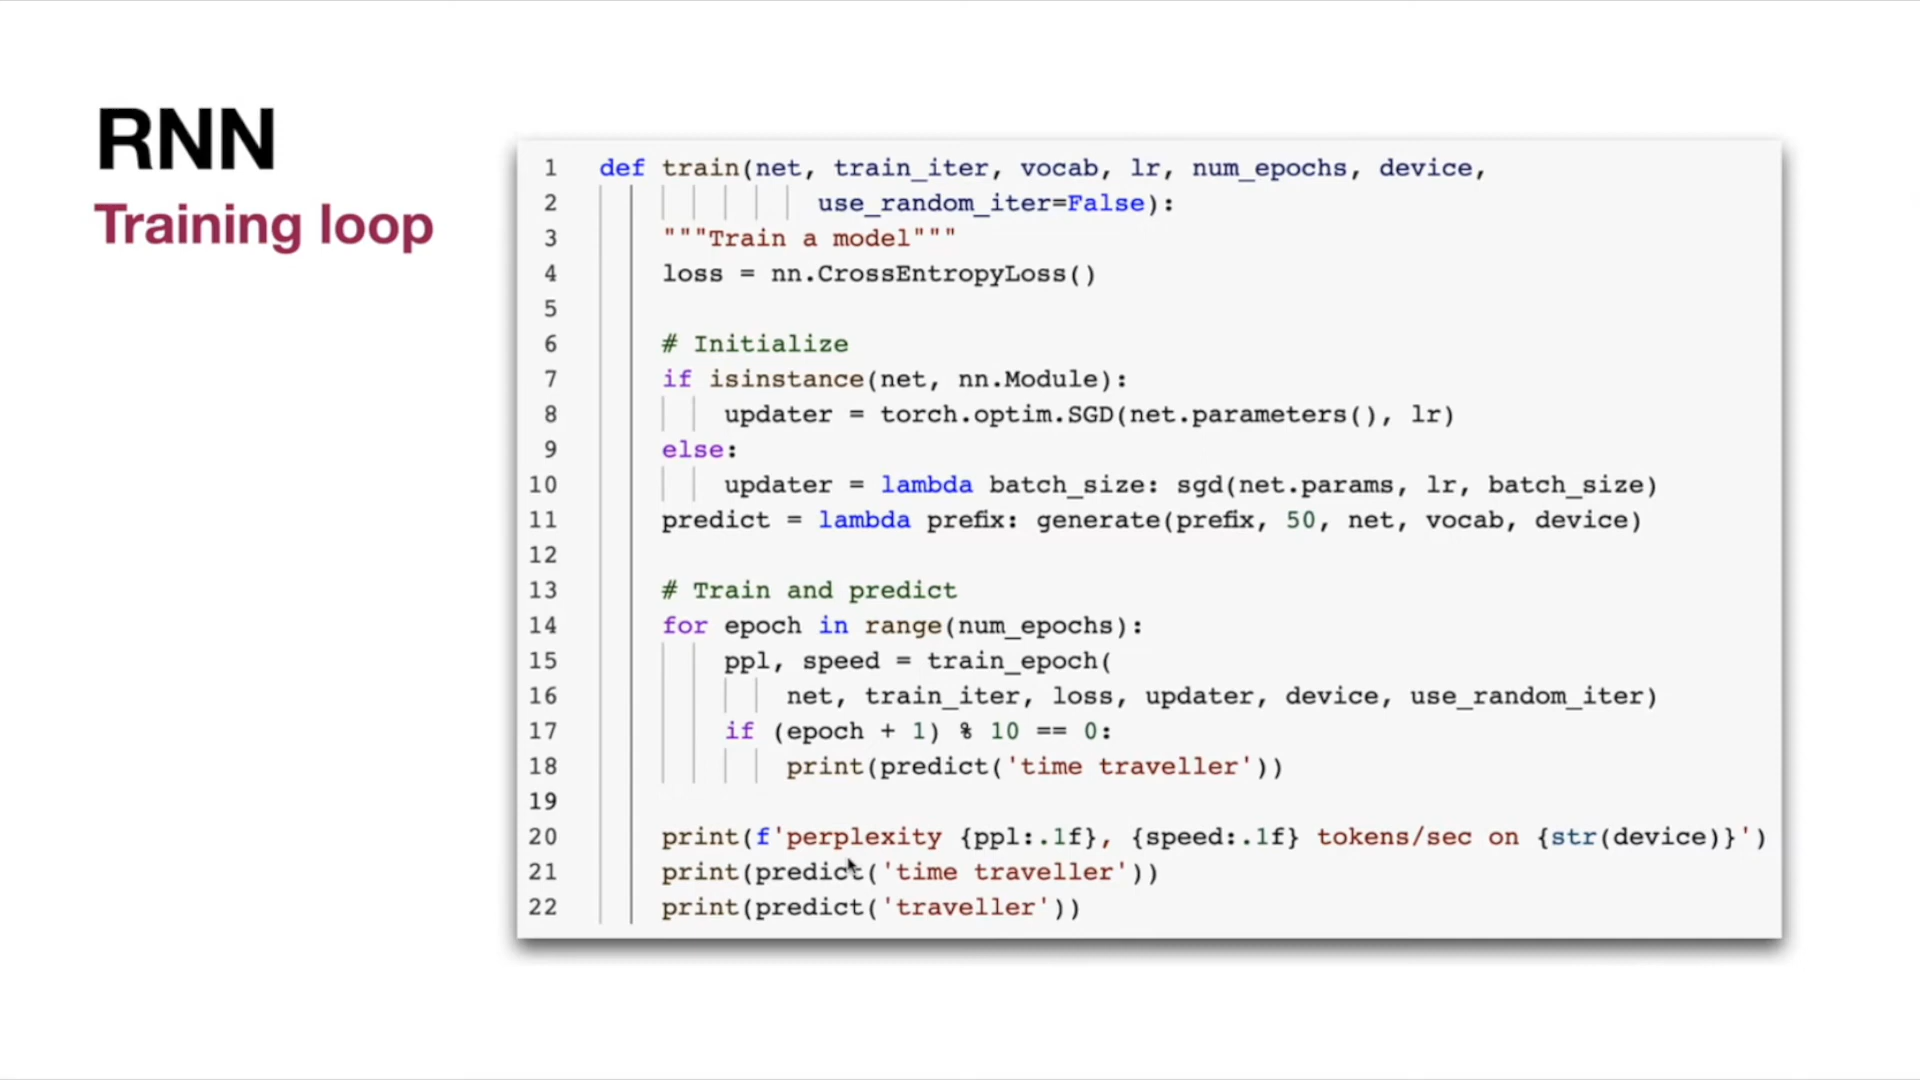 RNN
Training loop
1 def train(net, train_iter, vocab, lr, num_epochs, device,
2 use_random_iter=False):
3 """Train a model"""
4 loss = nn.CrossEntropyLoss()
5
6 # Initialize
7 if isinstance(net, nn.Module):
8 updater = torch.optim.SGD(net.parameters(), lr)
9 else:
10 updater = lambda batch_size: sgd(net.params, lr, batch_size)
11 predict = lambda prefix: generate(prefix, 50, net, vocab, device)
12
13 # Train and predict
14 for epoch in range(num_epochs):
15 ppl, speed = train_epoch(
16 net, train_iter, loss, updater, device, use_random_iter)
17 if (epoch + 1) % 10 == 0:
18 print(predict('time traveller'))
19
20 print(f'perplexity {ppl:.1f}, {speed:.1f} tokens/sec on {str(device)}')
21 print(predict('time traveller'))
22 print(predict('traveller'))